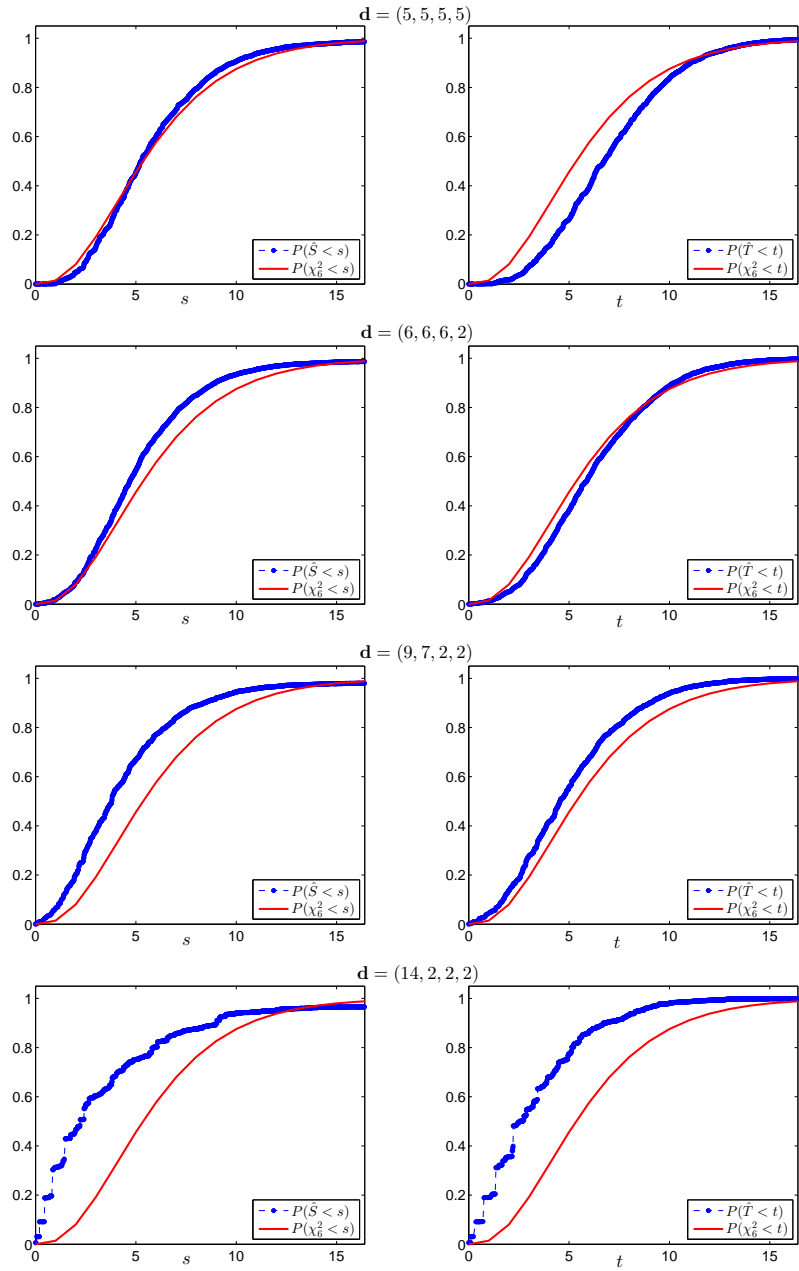 d = (5, 5, 5, 5)
1
0.8
0.6
0.4
0.2
0
0 5 10 15
s
P(Ŝ < s)
P(χ²₆ < s)
1
0.8
0.6
0.4
0.2
0
0 5 10 15
t
P(T̂ < t)
P(χ²₆ < t)
d = (6, 6, 6, 2)
1
0.8
0.6
0.4
0.2
0
0 5 10 15
s
P(Ŝ < s)
P(χ²₆ < s)
1
0.8
0.6
0.4
0.2
0
0 5 10 15
t
P(T̂ < t)
P(χ²₆ < t)
d = (9, 7, 2, 2)
1
0.8
0.6
0.4
0.2
0
0 5 10 15
s
P(Ŝ < s)
P(χ²₆ < s)
1
0.8
0.6
0.4
0.2
0
0 5 10 15
t
P(T̂ < t)
P(χ²₆ < t)
d = (14, 2, 2, 2)
1
0.8
0.6
0.4
0.2
0
0 5 10 15
s
P(Ŝ < s)
P(χ²₆ < s)
1
0.8
0.6
0.4
0.2
0
0 5 10 15
t
P(T̂ < t)
P(χ²₆ < t)